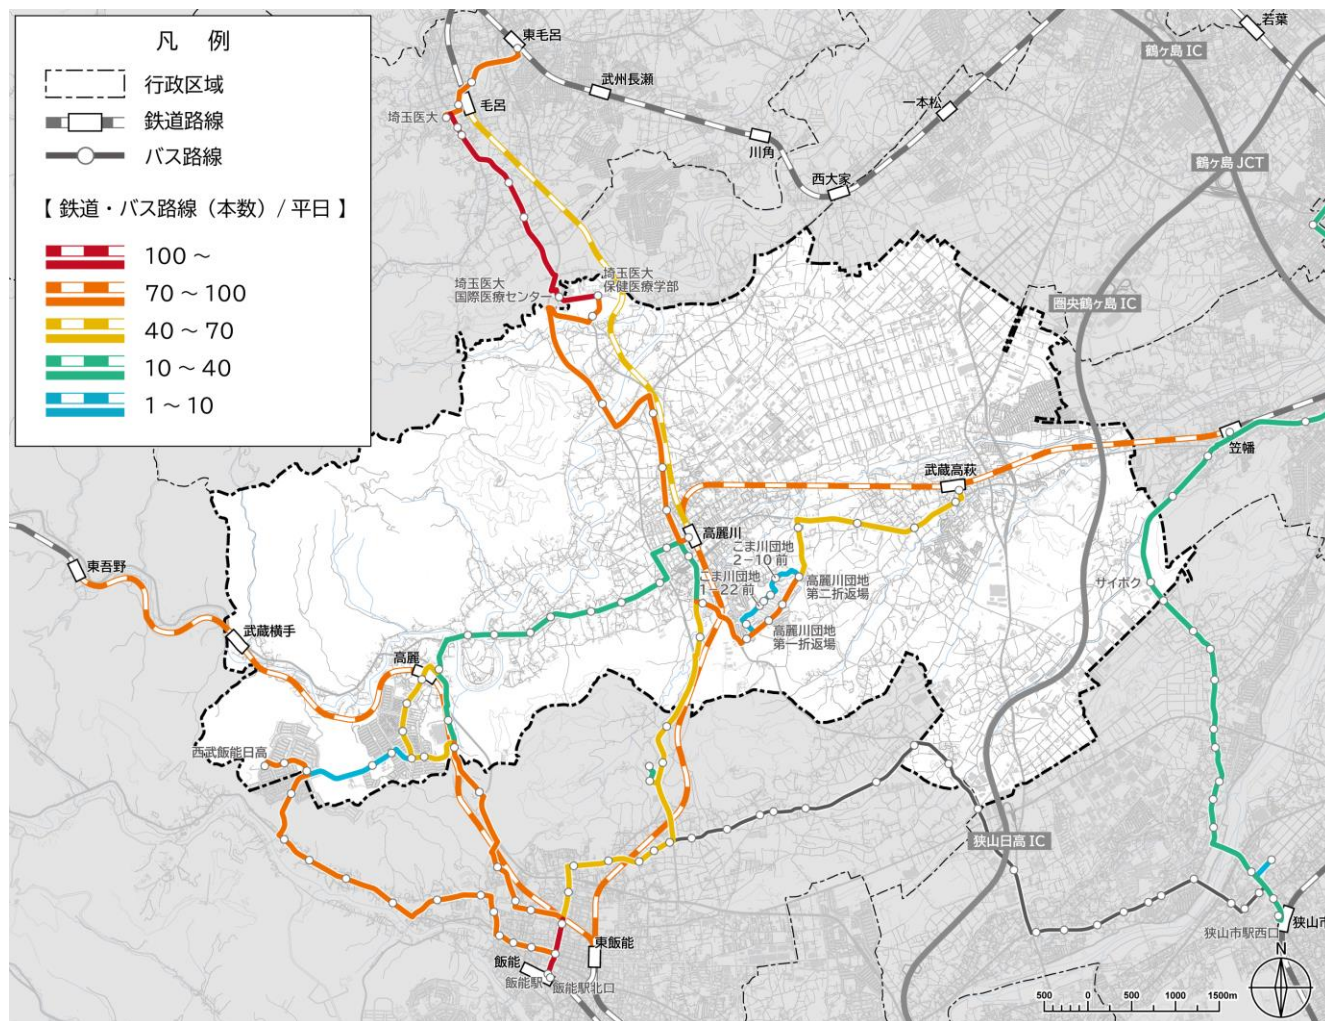 凡 例
行政区域
鉄道路線
バス路線
【 鉄道・バス路線（本数）/ 平日 】
100 ～
70 ～ 100
40 ～ 70
10 ～ 40
1 ～ 10
東毛呂
武州長瀬
毛呂
埼玉医大
川角
一本松
西大家
若葉
鶴ヶ島 IC
鶴ヶ島 JCT
埼玉医大
国際医療センター
埼玉医大
保健医療学部
圏央鶴ヶ島 IC
笠幡
武蔵高萩
高麗川
こま川団地
2－10 前
こま川団地
1－22 前
高麗川団地
第二折返場
高麗川団地
第一折返場
サイボク
東吾野
武蔵横手
高麗
西武飯能日高
狭山日高 IC
狭山市駅西口
狭山市
東飯能
飯能
飯能駅
飯能駅北口
N
500 0 500 1000 1500m